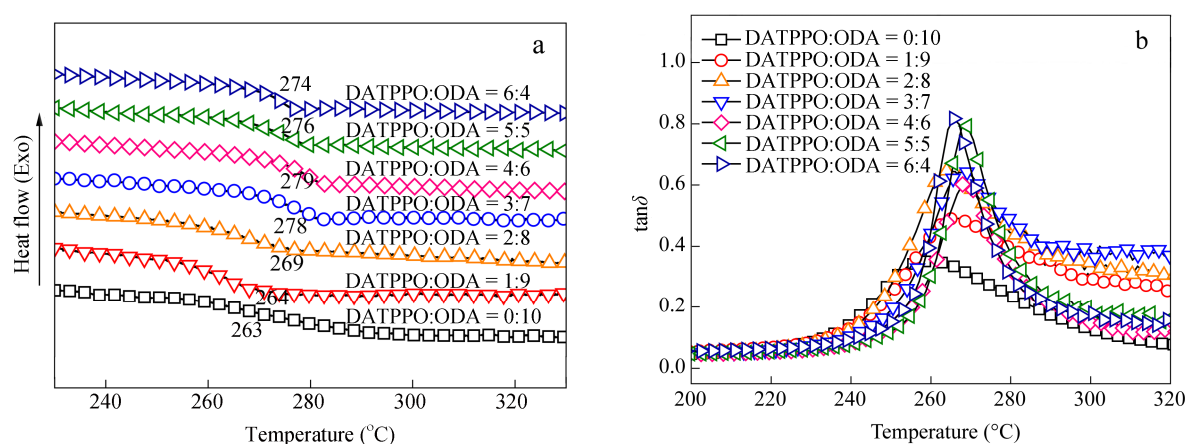 a
274
DATPPO:ODA = 6:4
276
DATPPO:ODA = 5:5
279
DATPPO:ODA = 4:6
278
DATPPO:ODA = 3:7
269
DATPPO:ODA = 2:8
264
DATPPO:ODA = 1:9
263
DATPPO:ODA = 0:10
Heat flow (Exo)
240 260 280 300 320
Temperature (°C)
b
DATPPO:ODA = 0:10
DATPPO:ODA = 1:9
DATPPO:ODA = 2:8
DATPPO:ODA = 3:7
DATPPO:ODA = 4:6
DATPPO:ODA = 5:5
DATPPO:ODA = 6:4
1.0
0.8
0.6
0.4
0.2
0.0
tanδ
200 220 240 260 280 300 320
Temperature (°C)